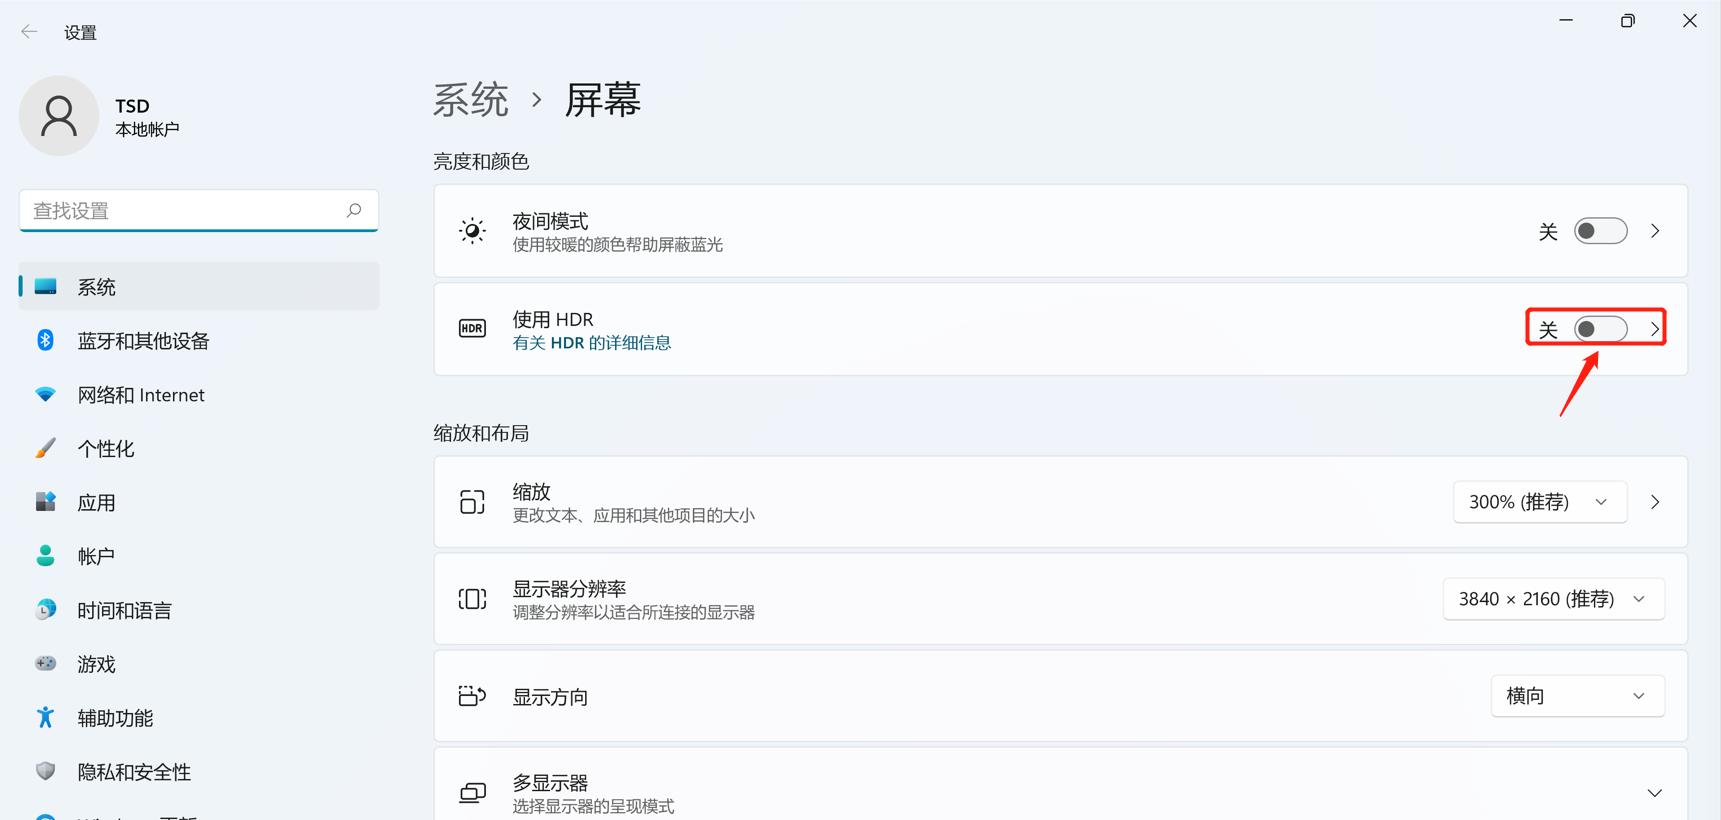 设置
TSD
本地帐户
查找设置
系统
蓝牙和其他设备
网络和 Internet
个性化
应用
帐户
时间和语言
游戏
辅助功能
隐私和安全性
系统 › 屏幕
亮度和颜色
夜间模式
使用较暖的颜色帮助屏蔽蓝光
关
HDR
使用 HDR
有关 HDR 的详细信息
关
缩放和布局
缩放
更改文本、应用和其他项目的大小
300% (推荐)
显示器分辨率
调整分辨率以适合所连接的显示器
3840 × 2160 (推荐)
显示方向
横向
多显示器
选择显示器的呈现模式